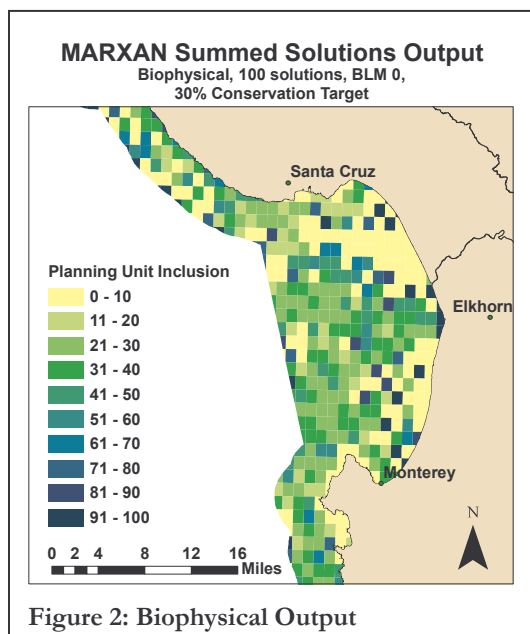 MARXAN Summed Solutions Output
Biophysical, 100 solutions, BLM 0,
30% Conservation Target
Santa Cruz
Planning Unit Inclusion
0 - 10
11 - 20
21 - 30
31 - 40
41 - 50
51 - 60
61 - 70
71 - 80
81 - 90
91 - 100
Elkhorn
Monterey
N
0 2 4 8 12 16
Miles
Figure 2: Biophysical Output